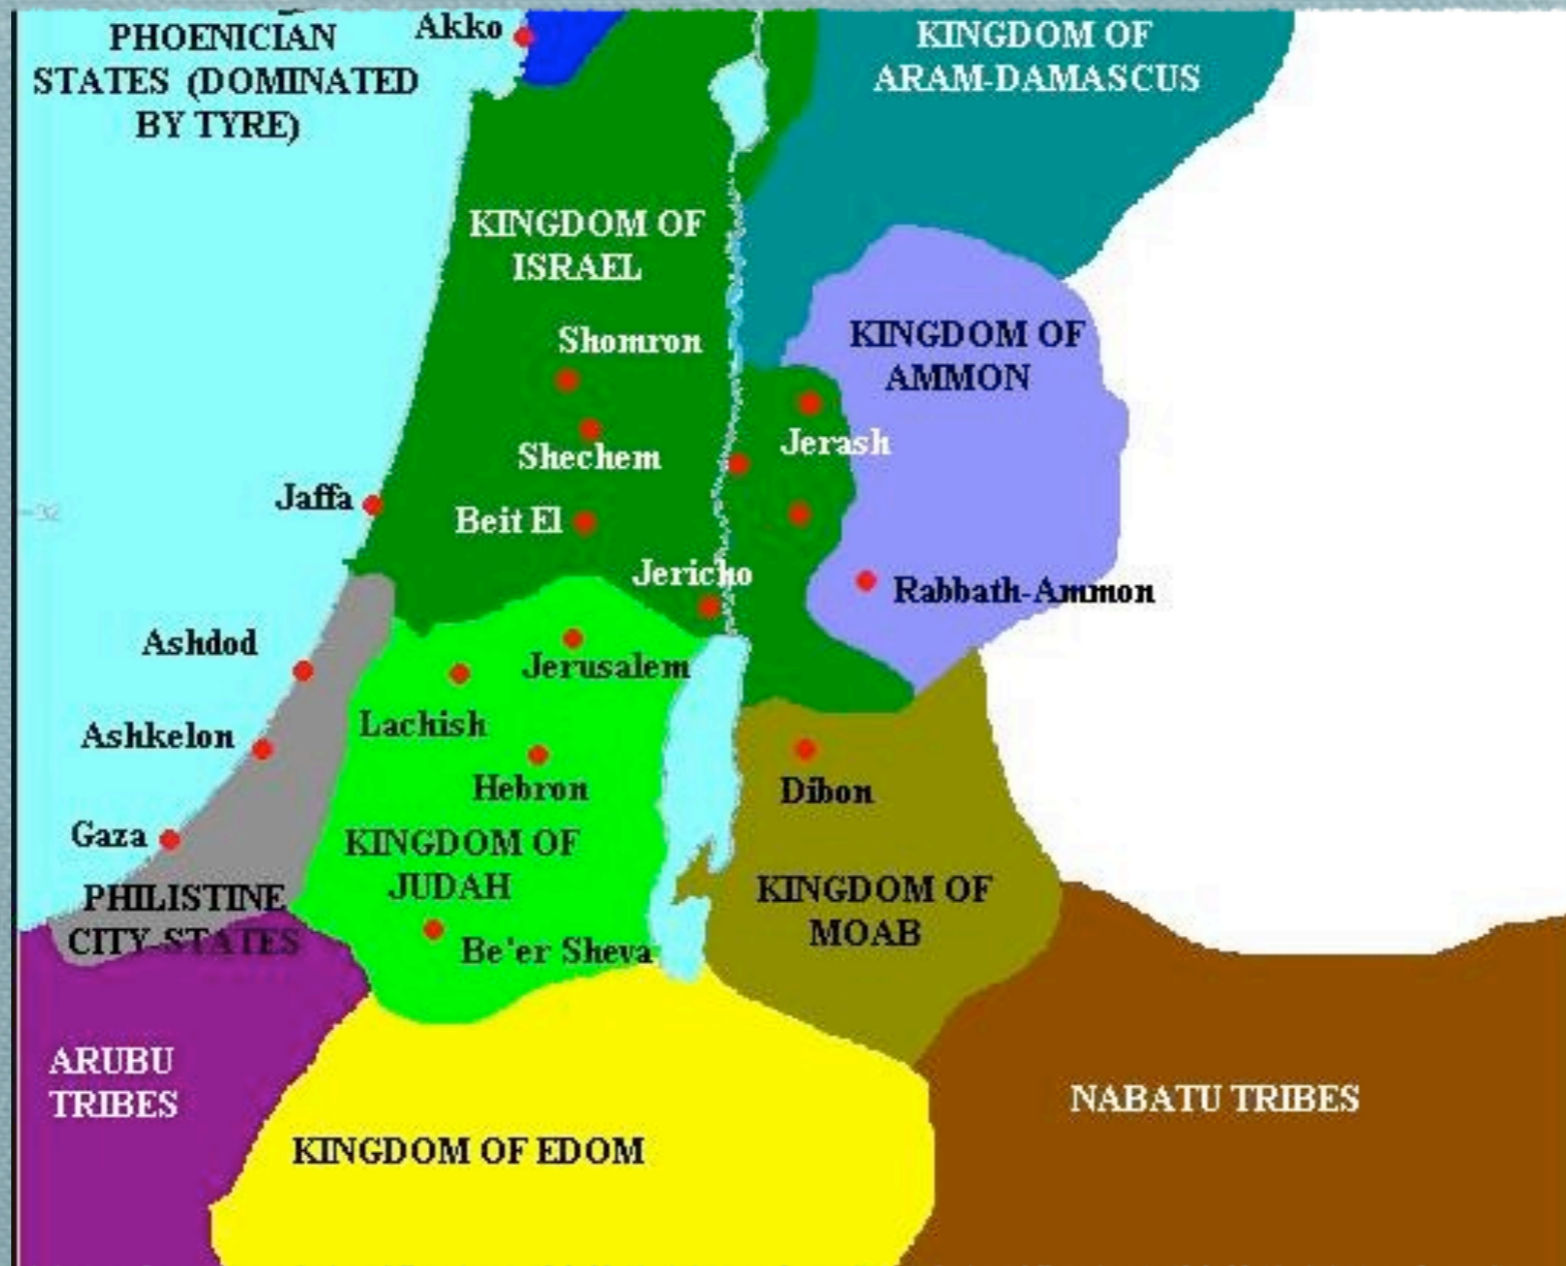 PHOENICIAN
STATES (DOMINATED
BY TYRE)
Akko
KINGDOM OF
ARAM-DAMASCUS
KINGDOM OF
ISRAEL
Shomron
KINGDOM OF
AMMON
Shechem
Jerash
Jaffa
32
Beit El
Jericho
Rabbath-Ammon
Ashdod
Jerusalem
Ashkelon
Lachish
Hebron
Dibon
Gaza
KINGDOM OF
JUDAH
PHILISTINE
CITY-STATES
KINGDOM OF
MOAB
Be'er Sheva
ARUBU
TRIBES
NABATU TRIBES
KINGDOM OF EDOM